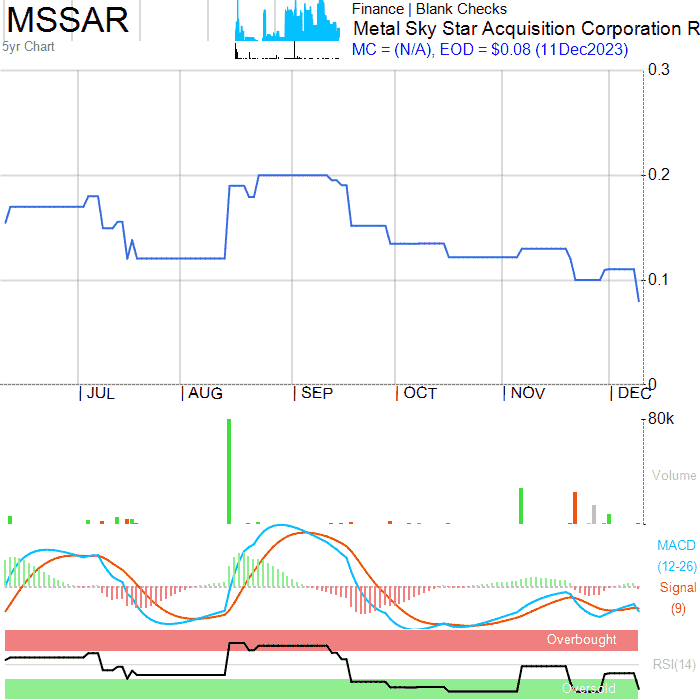 MSSAR
5yr Chart
Finance | Blank Checks
Metal Sky Star Acquisition Corporation R
MC = (N/A), EOD = $0.08 (11Dec2023)
0.3
0.2
0.1
0
| JUL | AUG | SEP | OCT | NOV | DEC
80k
Volume
MACD
(12-26)
Signal
(9)
Overbought
RSI(14)
Oversold